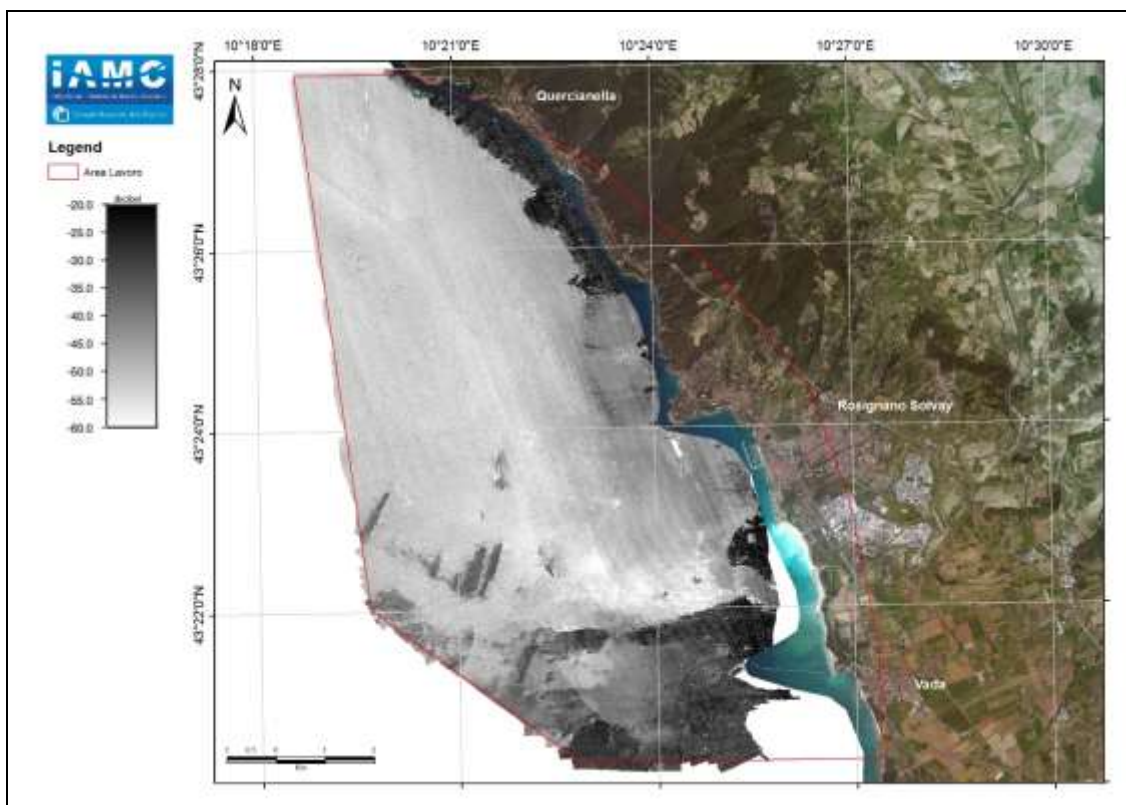 iAMC
10°18'0"E 10°21'0"E 10°24'0"E 10°27'0"E 10°30'0"E
43°28'0"N
N
Quercianella
Legend
Area Lavoro
decibel
-20.0
-25.0
-30.0
-35.0
-40.0
-45.0
-50.0
-55.0
-60.0
43°26'0"N
43°24'0"N
Rosignano Solvay
43°22'0"N
Vada
Km